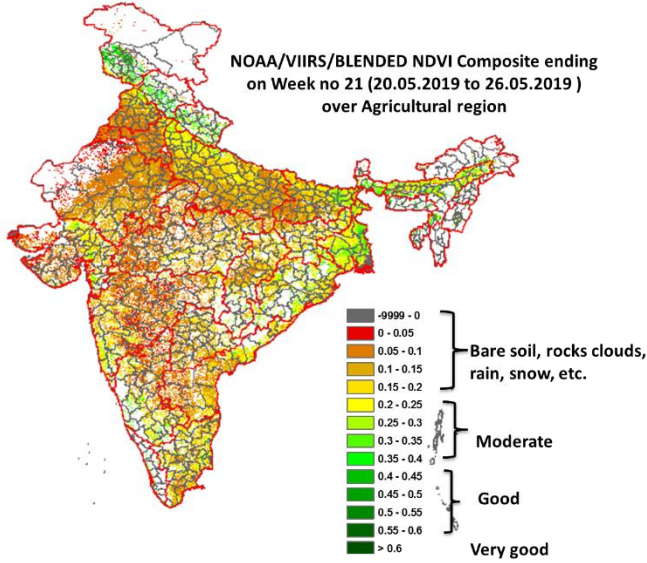 NOAA/VIIRS/BLENDED NDVI Composite ending
on Week no 21 (20.05.2019 to 26.05.2019 )
over Agricultural region
-9999 - 0
0 - 0.05
0.05 - 0.1
0.1 - 0.15
0.15 - 0.2
Bare soil, rocks clouds,
rain, snow, etc.
0.2 - 0.25
0.25 - 0.3
0.3 - 0.35
0.35 - 0.4
Moderate
0.4 - 0.45
0.45 - 0.5
0.5 - 0.55
0.55 - 0.6
Good
> 0.6
Very good